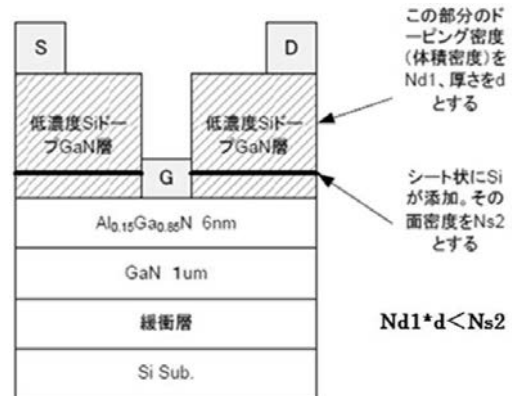 S
D
G
低濃度Siドー
プGaN層
低濃度Siドー
プGaN層
Al0.15Ga0.85N 6nm
GaN 1um
緩衝層
Si Sub.
この部分のド
ーピング密度
(体積密度)を
Nd1、厚さをd
とする
シート状にSi
が添加。その
面密度をNs2
とする
Nd1*d<Ns2